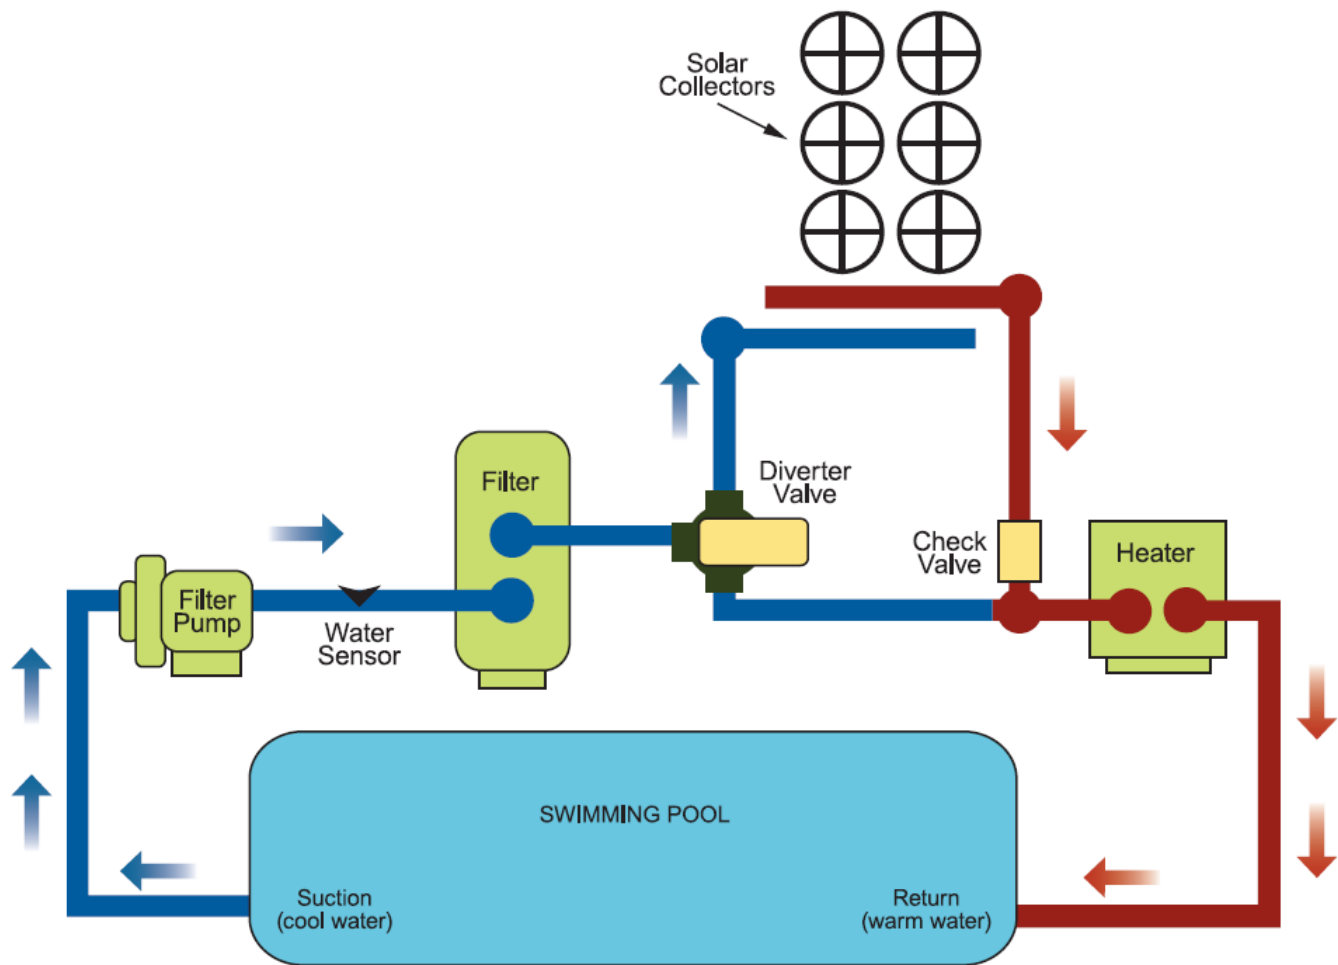 Solar
Collectors
Filter
Diverter
Valve
Check
Valve
Heater
Filter
Pump
Water
Sensor
SWIMMING POOL
Suction
(cool water)
Return
(warm water)